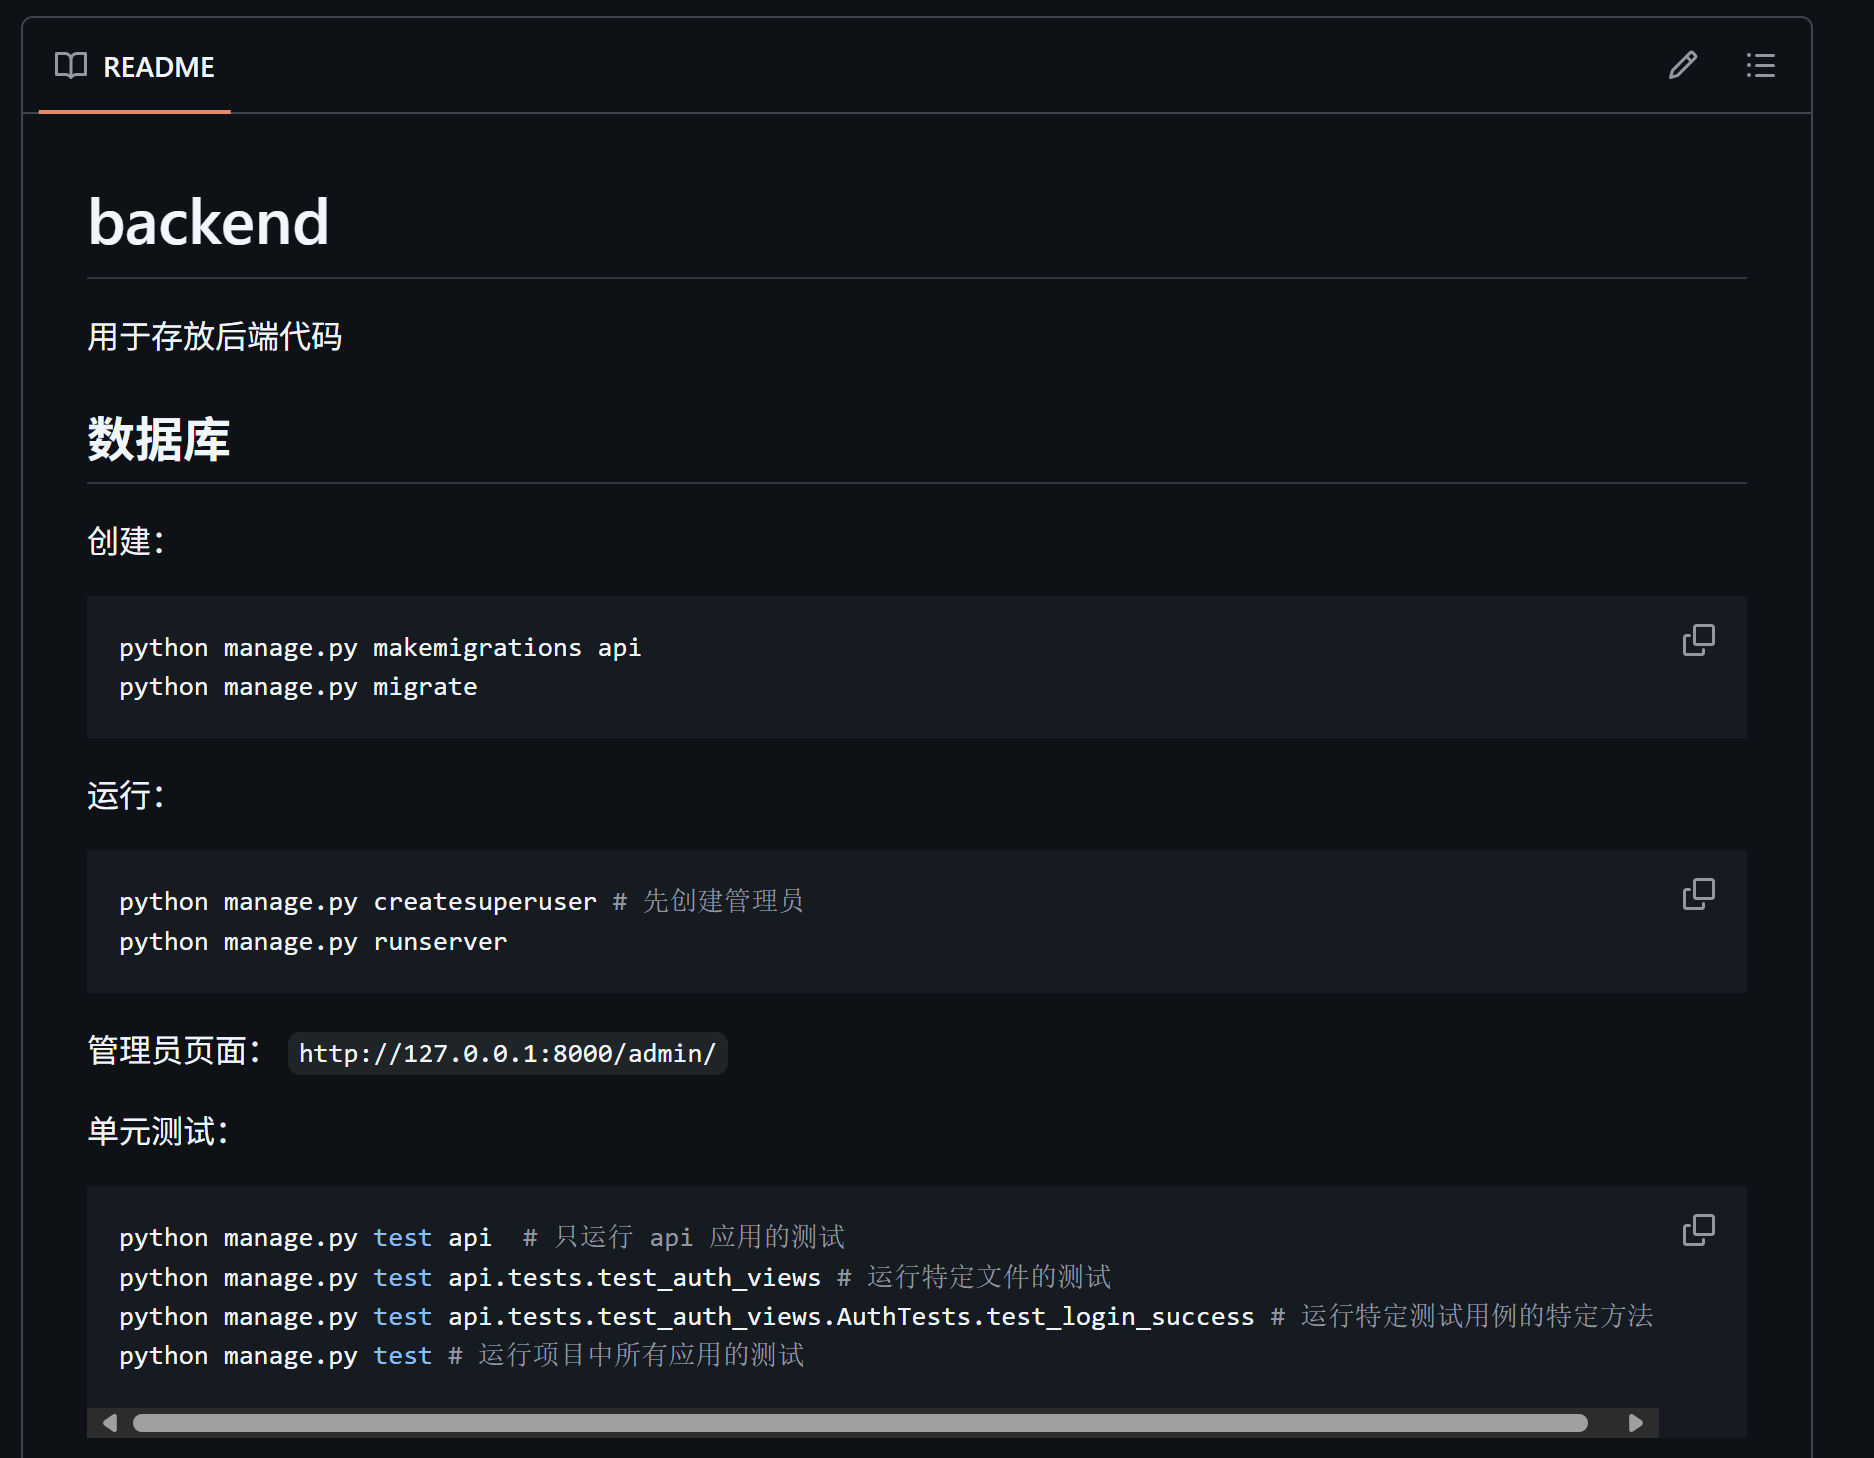 README
backend
用于存放后端代码
数据库
创建：
python manage.py makemigrations api
python manage.py migrate
运行：
python manage.py createsuperuser # 先创建管理员
python manage.py runserver
管理员页面： http://127.0.0.1:8000/admin/
单元测试：
python manage.py test api  # 只运行 api 应用的测试
python manage.py test api.tests.test_auth_views # 运行特定文件的测试
python manage.py test api.tests.test_auth_views.AuthTests.test_login_success # 运行特定测试用例的特定方法
python manage.py test # 运行项目中所有应用的测试